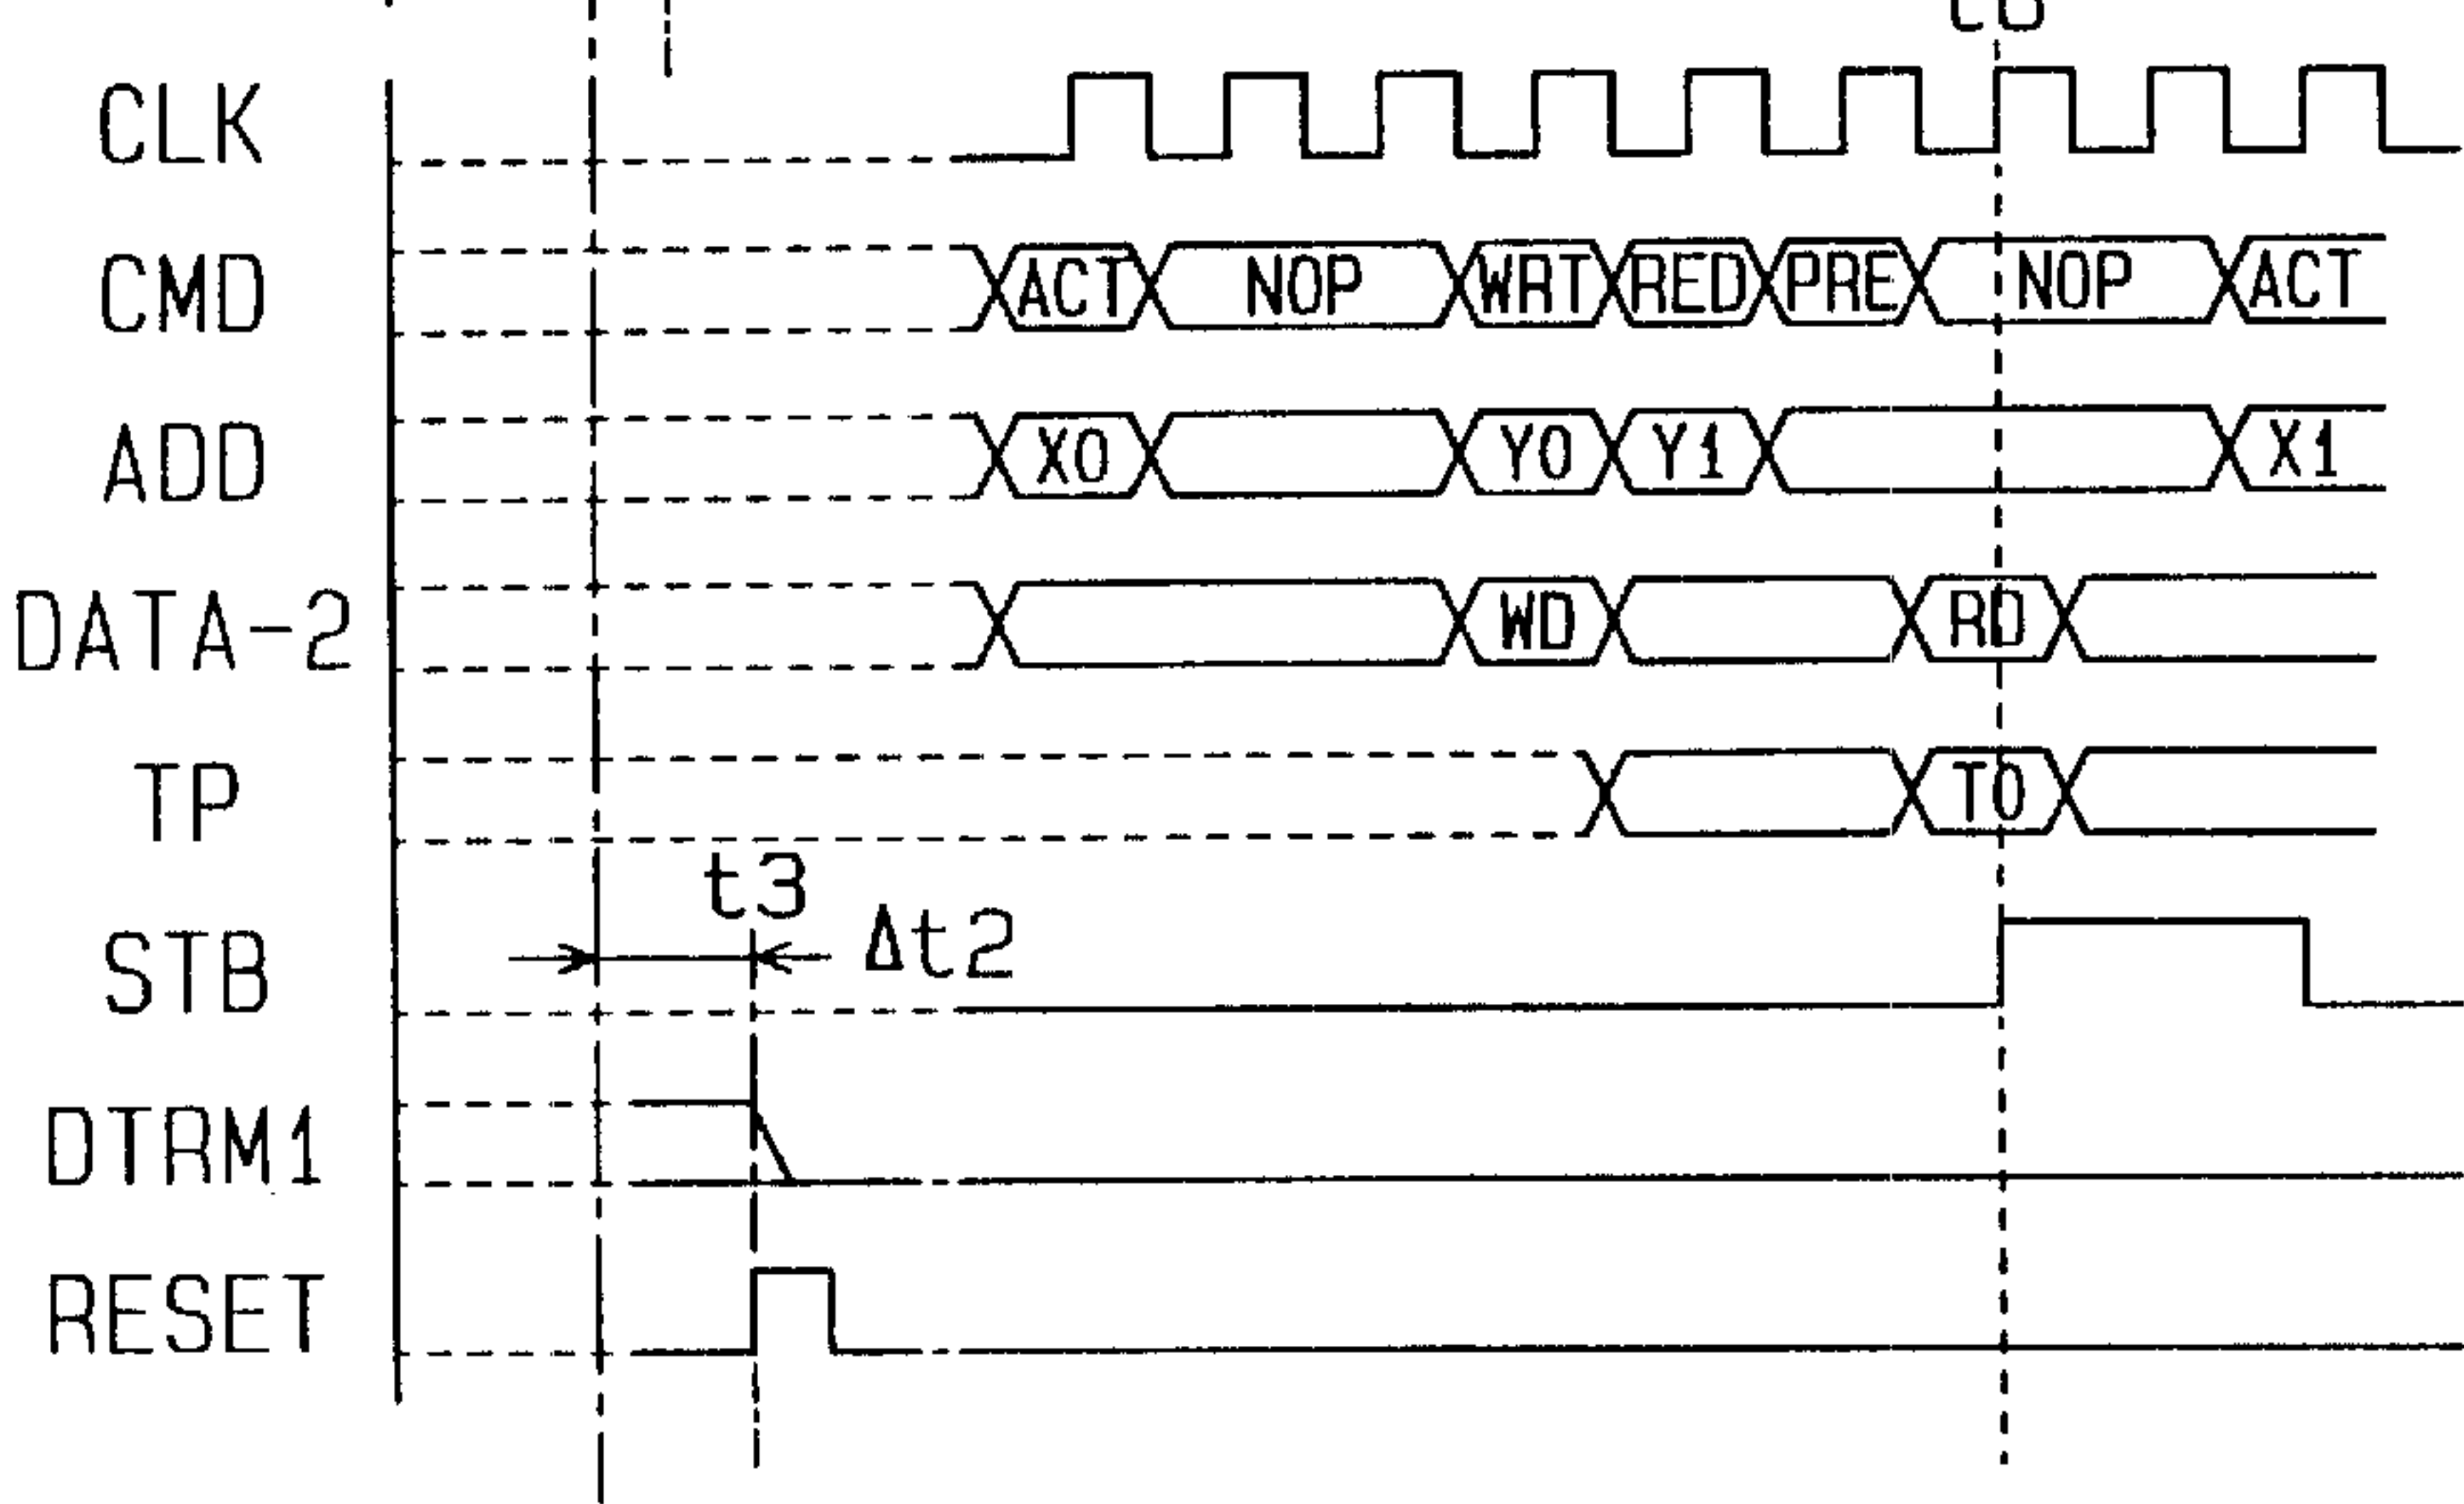 CLK
CMD ACT NOP WRT RED PRE NOP ACT
ADD X0 Y0 Y1 X1
DATA-2 WD RD
TP T0
t3
Δt2
STB
DTRM1
RESET